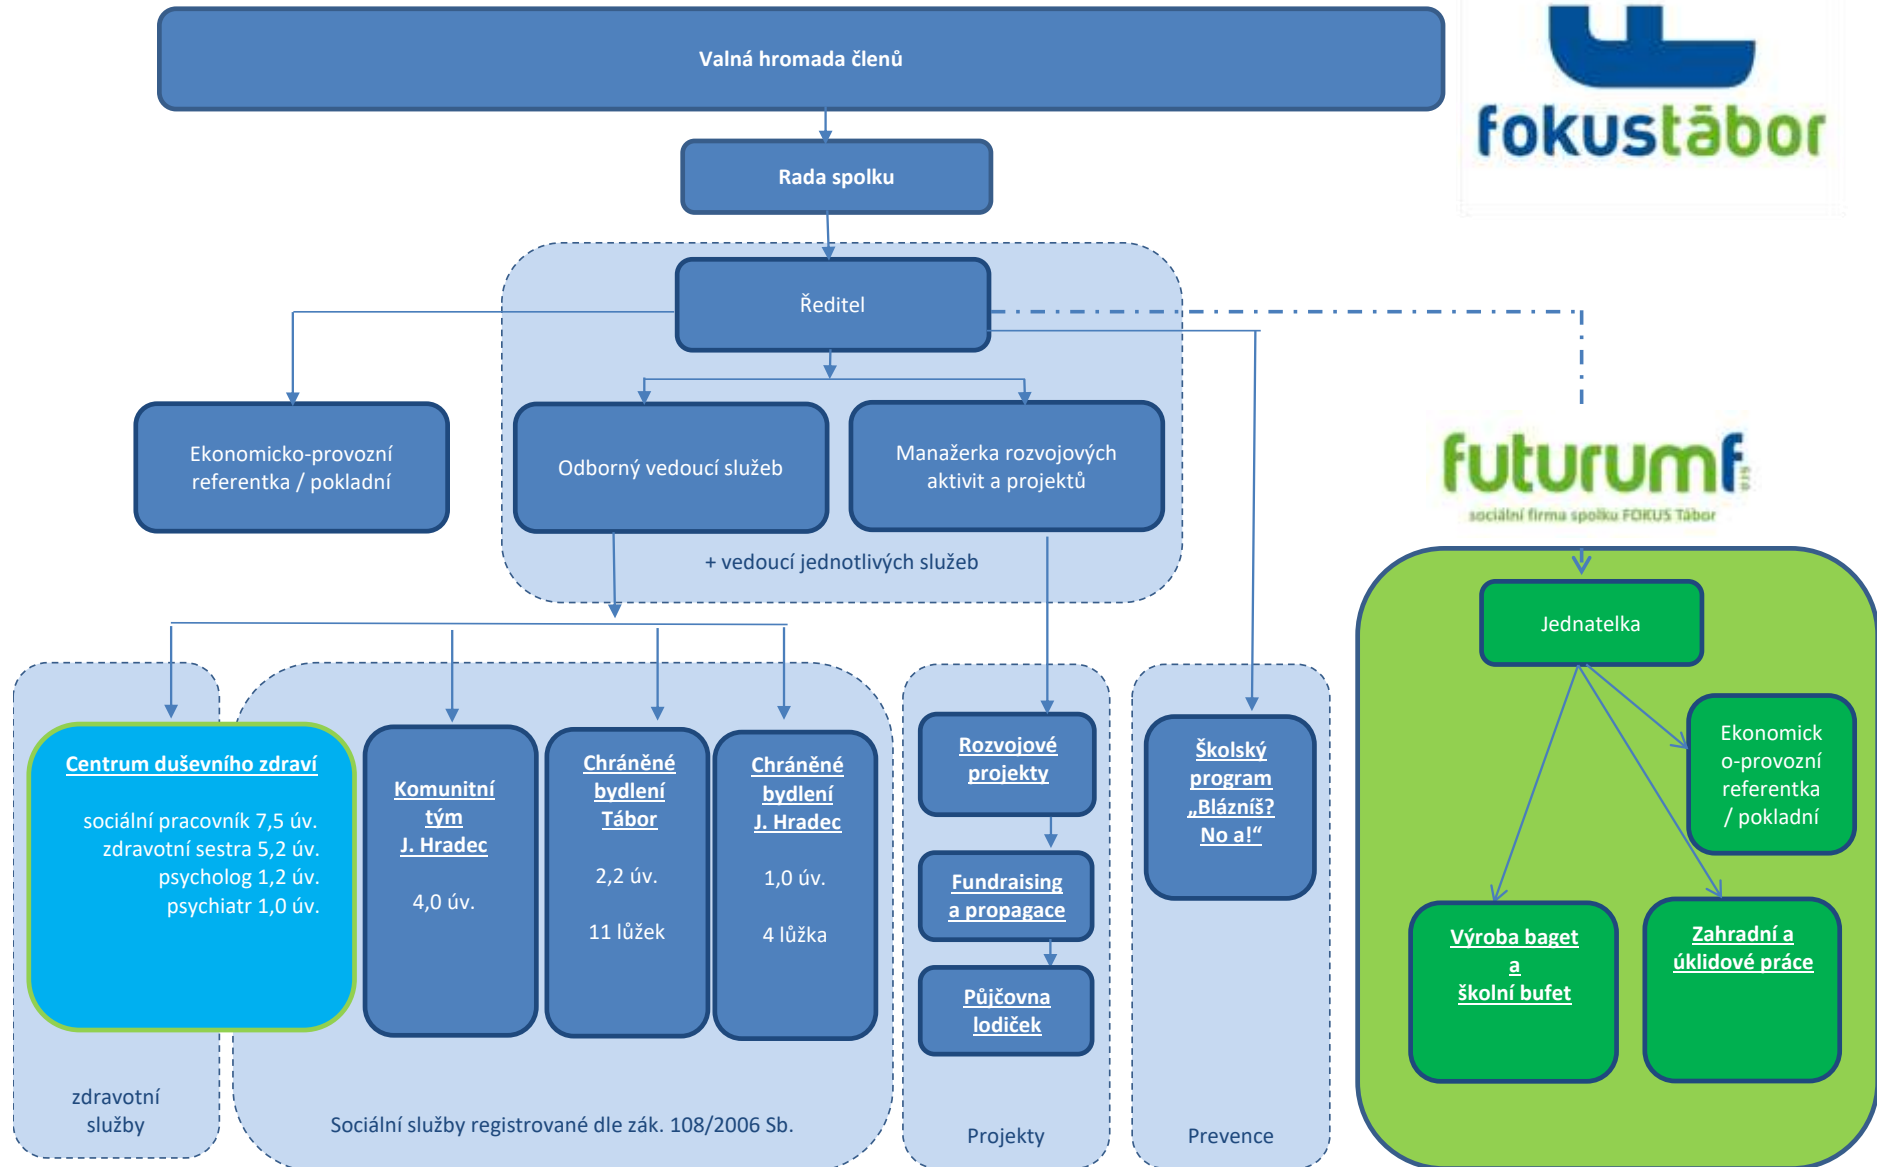 Valná hromada členů
fokustābor
Rada spolku
Ředitel
Ekonomicko-provozní
referentka / pokladní
Odborný vedoucí služeb
Manažerka rozvojových
aktivit a projektů
+ vedoucí jednotlivých služeb
futurumf s.r.o.
sociální firma spolku FOKUS Tábor
Jednatelka
Ekonomick
o-provozní
referentka
/ pokladní
Výroba baget
a
školní bufet
Zahradní a
úklidové práce
Centrum duševního zdraví
sociální pracovník 7,5 úv.
zdravotní sestra 5,2 úv.
psycholog 1,2 úv.
psychiatr 1,0 úv.
Komunitní
tým
J. Hradec
4,0 úv.
Chráněné
bydlení
Tábor
2,2 úv.
11 lůžek
Chráněné
bydlení
J. Hradec
1,0 úv.
4 lůžka
Rozvojové
projekty
Fundraising
a propagace
Půjčovna
lodiček
Školský
program
„Blázníš?
No a!“
zdravotní
služby
Sociální služby registrované dle zák. 108/2006 Sb.
Projekty
Prevence